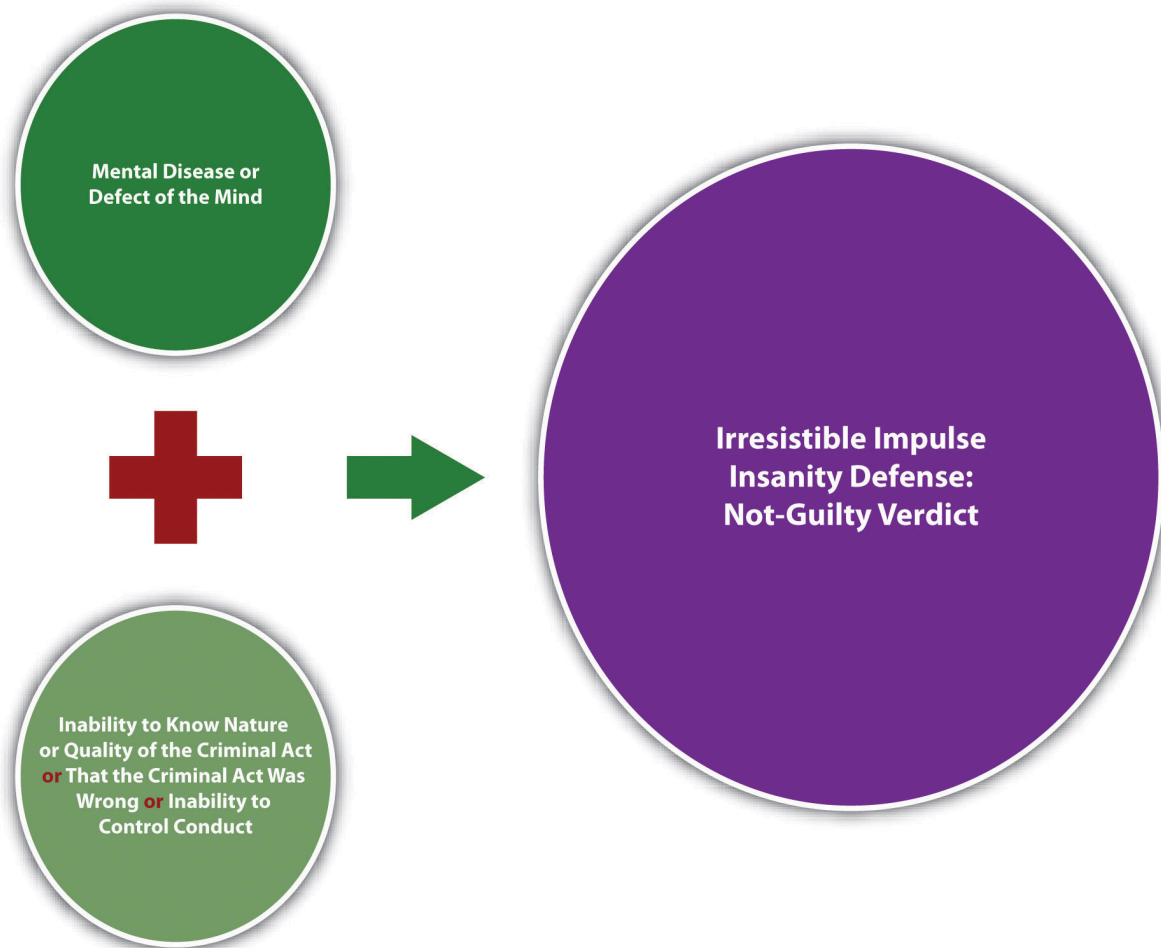 Mental Disease or
Defect of the Mind
Irresistible Impulse
Insanity Defense:
Not-Guilty Verdict
Inability to Know Nature
or Quality of the Criminal Act
or That the Criminal Act Was
Wrong or Inability to
Control Conduct